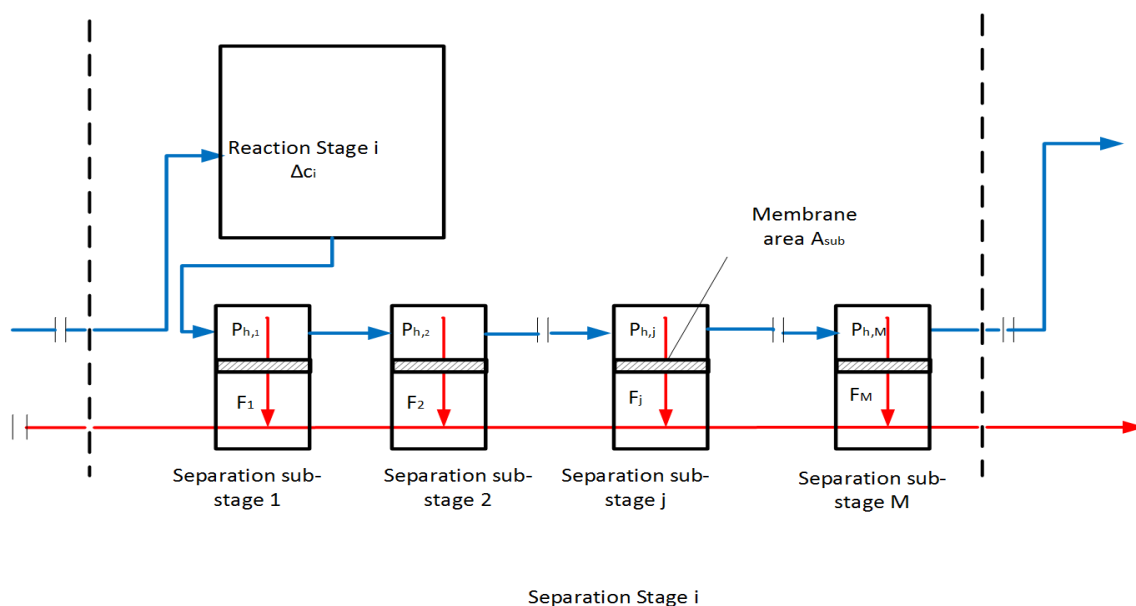 Reaction Stage i
Δci
Membrane
area Asub
Ph,1
Ph,2
Ph,j
Ph,M
F1
F2
Fj
FM
Separation sub-
stage 1
Separation sub-
stage 2
Separation sub-
stage j
Separation sub-
stage M
Separation Stage i